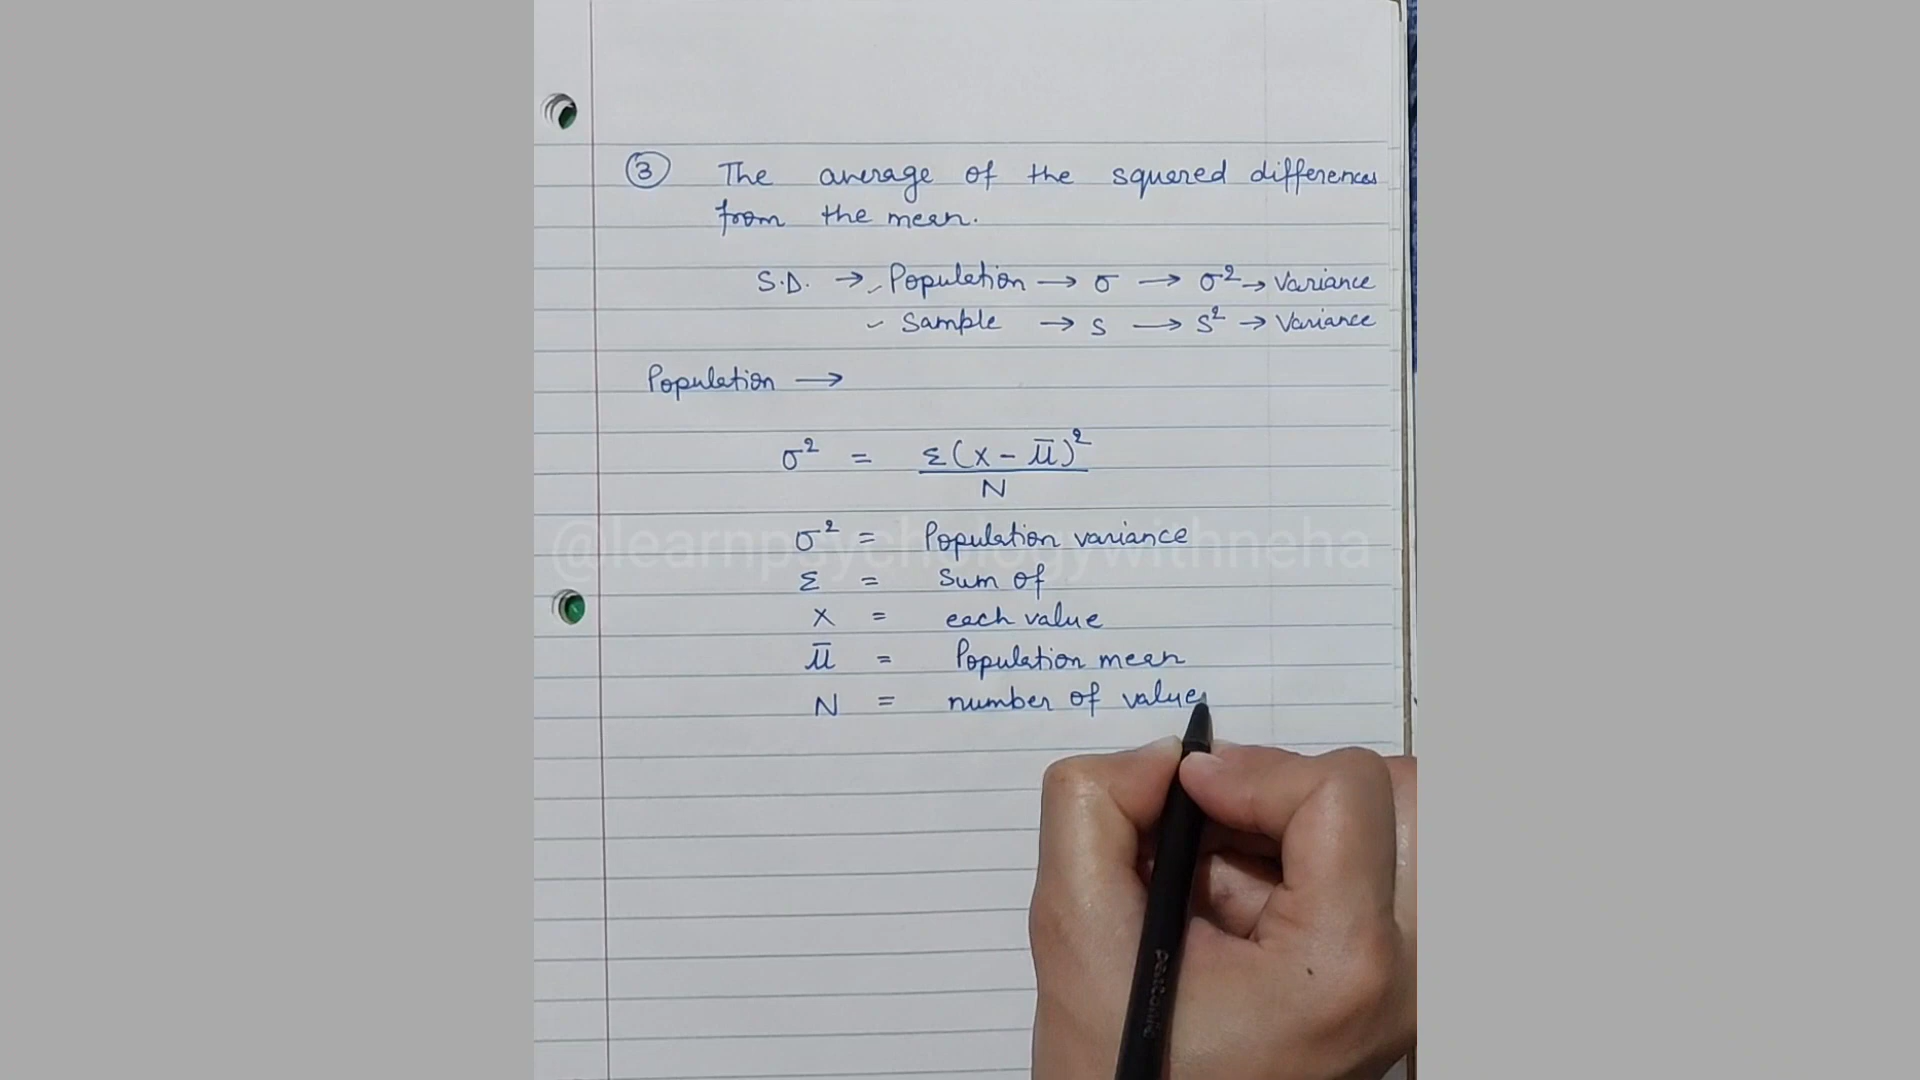 ③ The average of the squared differences
from the mean.
S.D. → Population → σ → σ² → Variance
Sample → S → S² → Variance
Population →
σ² = Σ(x - μ̄)²
N
σ² = Population variance
Σ = Sum of
x = each value
μ̄ = Population mean
N = number of value
@learnpsychologywithneha